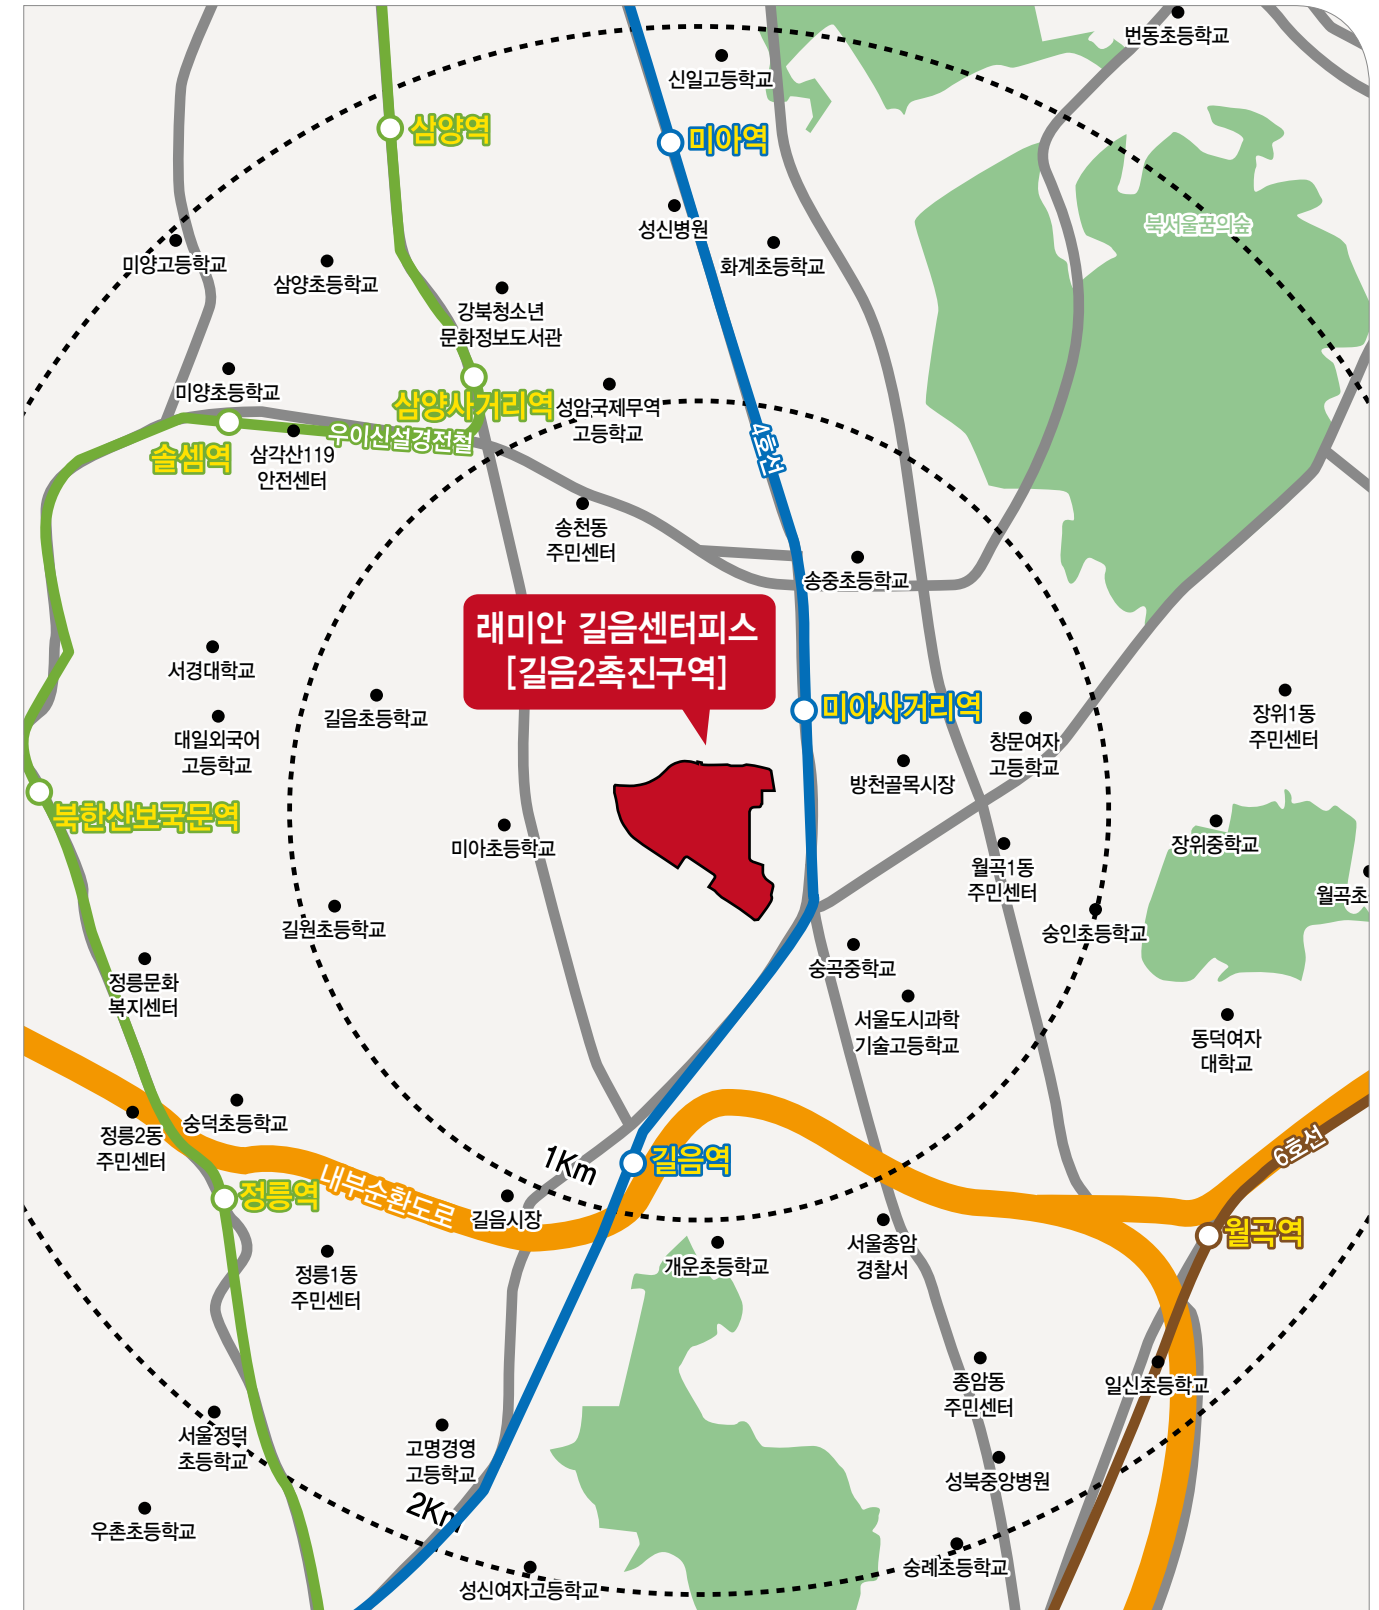 번동초등학교
신일고등학교
삼양역
미아역
성신병원
북서울꿈의숲
미양고등학교
삼양초등학교
화계초등학교
강북청소년
문화정보도서관
미양초등학교
삼양사거리역
성암국제무역
고등학교
우이신설경전철
4호선
솔셈역
삼각산119
안전센터
송천동
주민센터
송중초등학교
래미안 길음센터피스
[길음2촉진구역]
서경대학교
길음초등학교
미아사거리역
장위1동
주민센터
대일외국어
고등학교
창문여자
고등학교
방천골목시장
북한산보국문역
미아초등학교
장위중학교
월곡1동
주민센터
월곡초
길원초등학교
숭인초등학교
숭곡중학교
정릉문화
복지센터
서울도시과학
기술고등학교
동덕여자
대학교
숭덕초등학교
정릉2동
주민센터
1Km
길음역
6호선
정릉역
내부순환도로
길음시장
월곡역
개운초등학교
서울종암
경찰서
정릉1동
주민센터
종암동
주민센터
일신초등학교
서울정덕
초등학교
고명경영
고등학교
성북중앙병원
2Km
우촌초등학교
숭례초등학교
성신여자고등학교